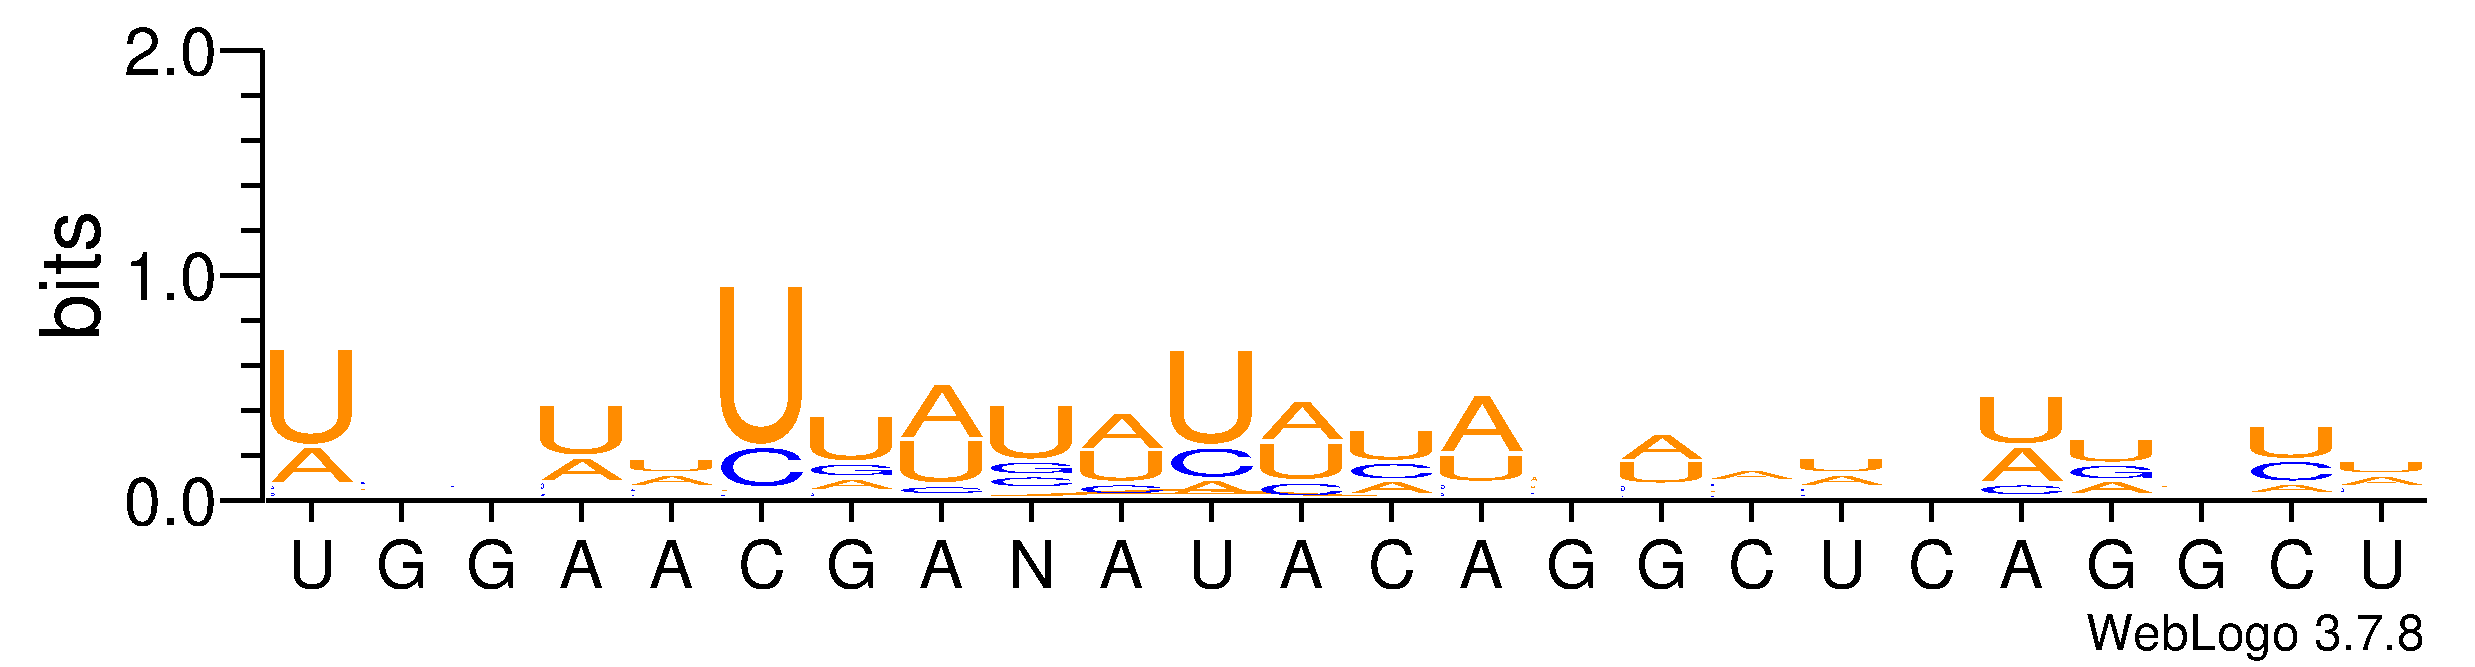 2.0
1.0
0.0
bits
U A
U A
U A
U C
U G A
A U C
U G C
A U C
U C A
A U C
U C A
A U
A U
A
U A
U A C
U G A
U C A
U A
U G G A A C G A N A U A C A G G C U C A G G C U
WebLogo 3.7.8